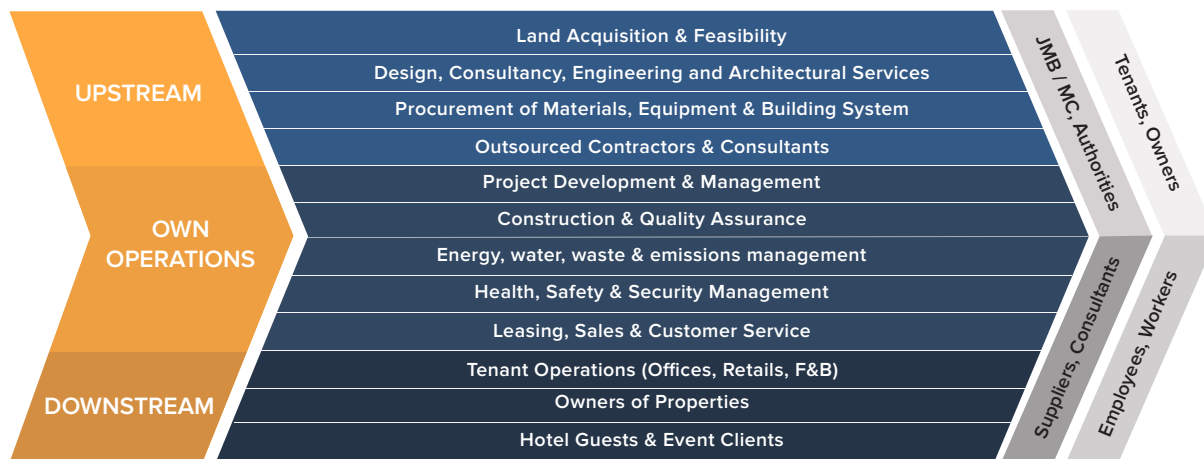 UPSTREAM
Land Acquisition & Feasibility
Design, Consultancy, Engineering and Architectural Services
Procurement of Materials, Equipment & Building System
Outsourced Contractors & Consultants
OWN
OPERATIONS
Project Development & Management
Construction & Quality Assurance
Energy, water, waste & emissions management
Health, Safety & Security Management
Leasing, Sales & Customer Service
DOWNSTREAM
Tenant Operations (Offices, Retails, F&B)
Owners of Properties
Hotel Guests & Event Clients
JMB / MC, Authorities
Tenants, Owners
Suppliers, Consultants
Employees, Workers